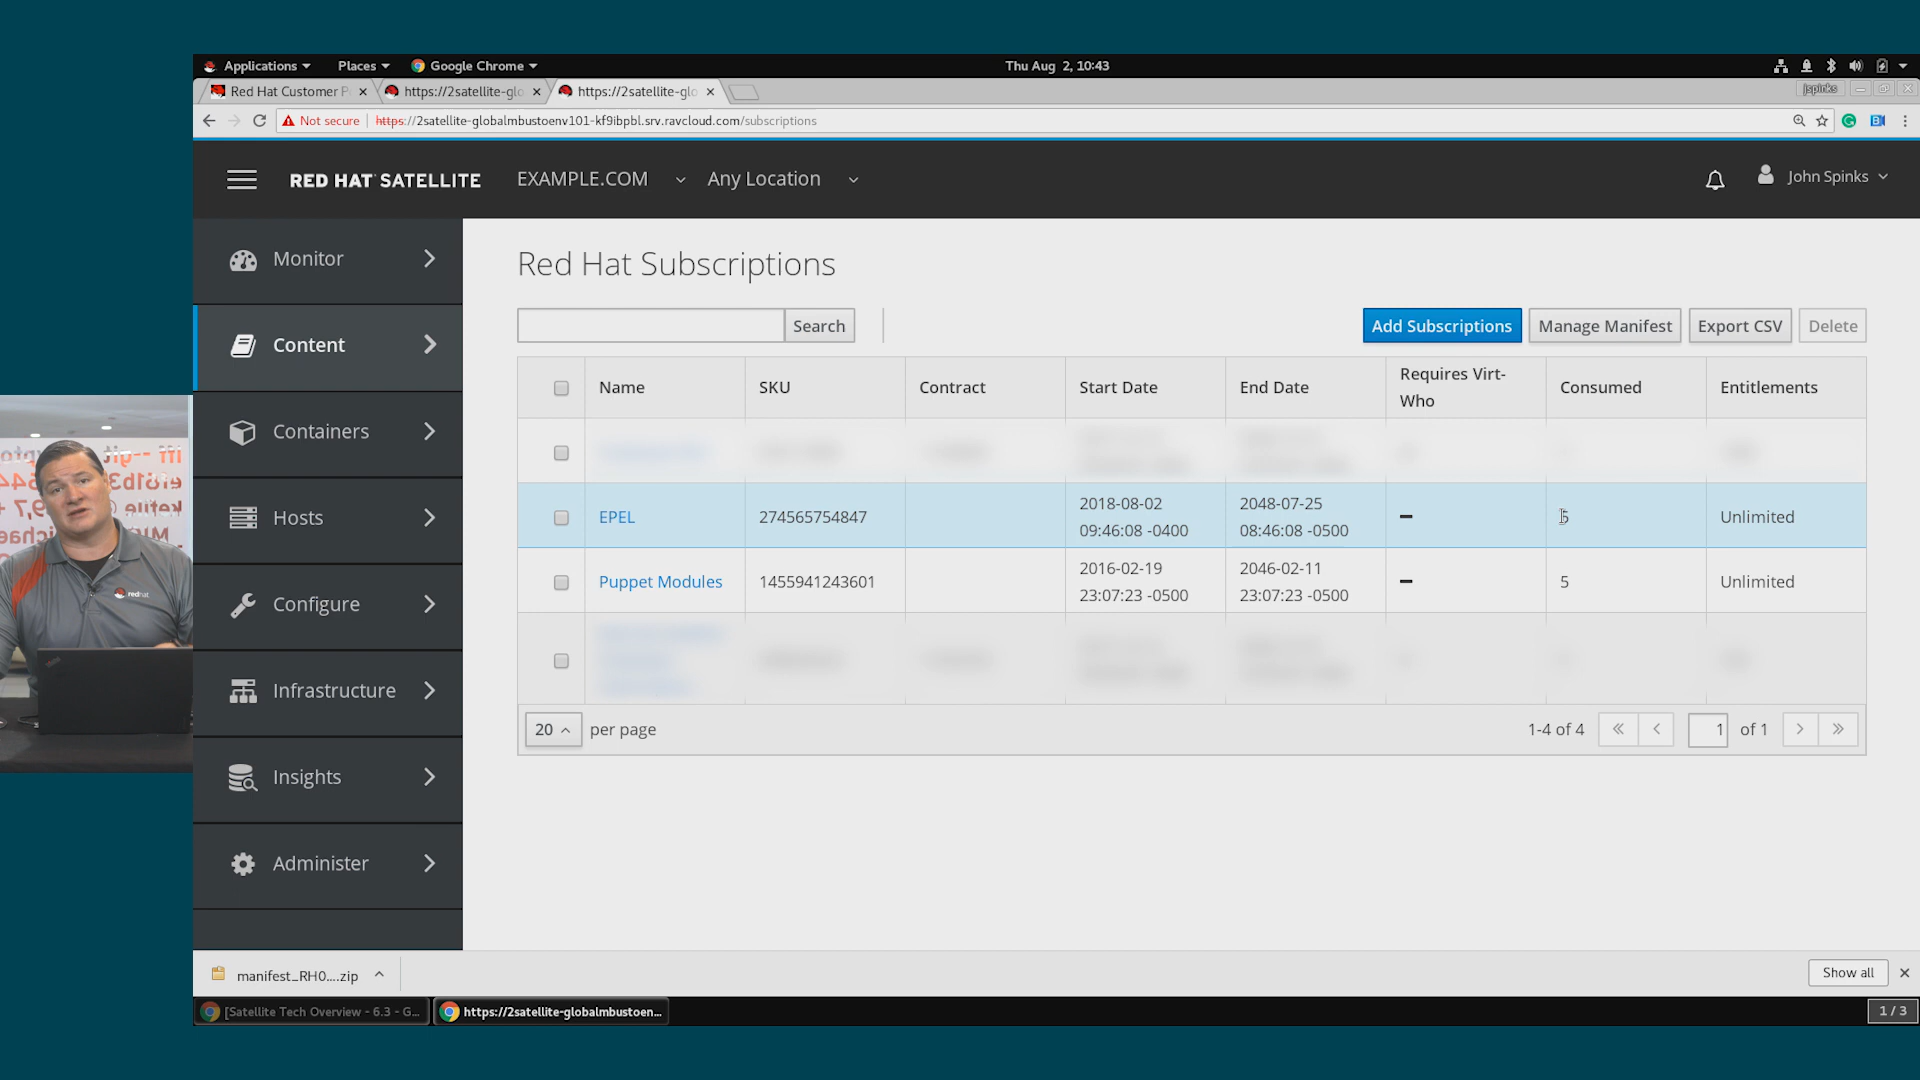 Applications
Places
Google Chrome
Thu Aug 2, 10:43
Red Hat Customer P
https://2satellite-glo
https://2satellite-glo
jspinks
Not secure
https://2satellite-globalmbustoenv101-kf9ibpbl.srv.ravcloud.com/subscriptions
RED HAT SATELLITE
EXAMPLE.COM
Any Location
John Spinks
Monitor
Content
Containers
Hosts
Configure
Infrastructure
Insights
Administer
Red Hat Subscriptions
Search
Add Subscriptions
Manage Manifest
Export CSV
Delete
Name
SKU
Contract
Start Date
End Date
Requires Virt-
Who
Consumed
Entitlements
EPEL
274565754847
2018-08-02
09:46:08 -0400
2048-07-25
08:46:08 -0500
Unlimited
Puppet Modules
1455941243601
2016-02-19
23:07:23 -0500
2046-02-11
23:07:23 -0500
5
Unlimited
20
per page
1-4 of 4
1
of 1
redhat
manifest_RH0....zip
Show all
[Satellite Tech Overview - 6.3 - G...
https://2satellite-globalmbustoen...
1 / 3